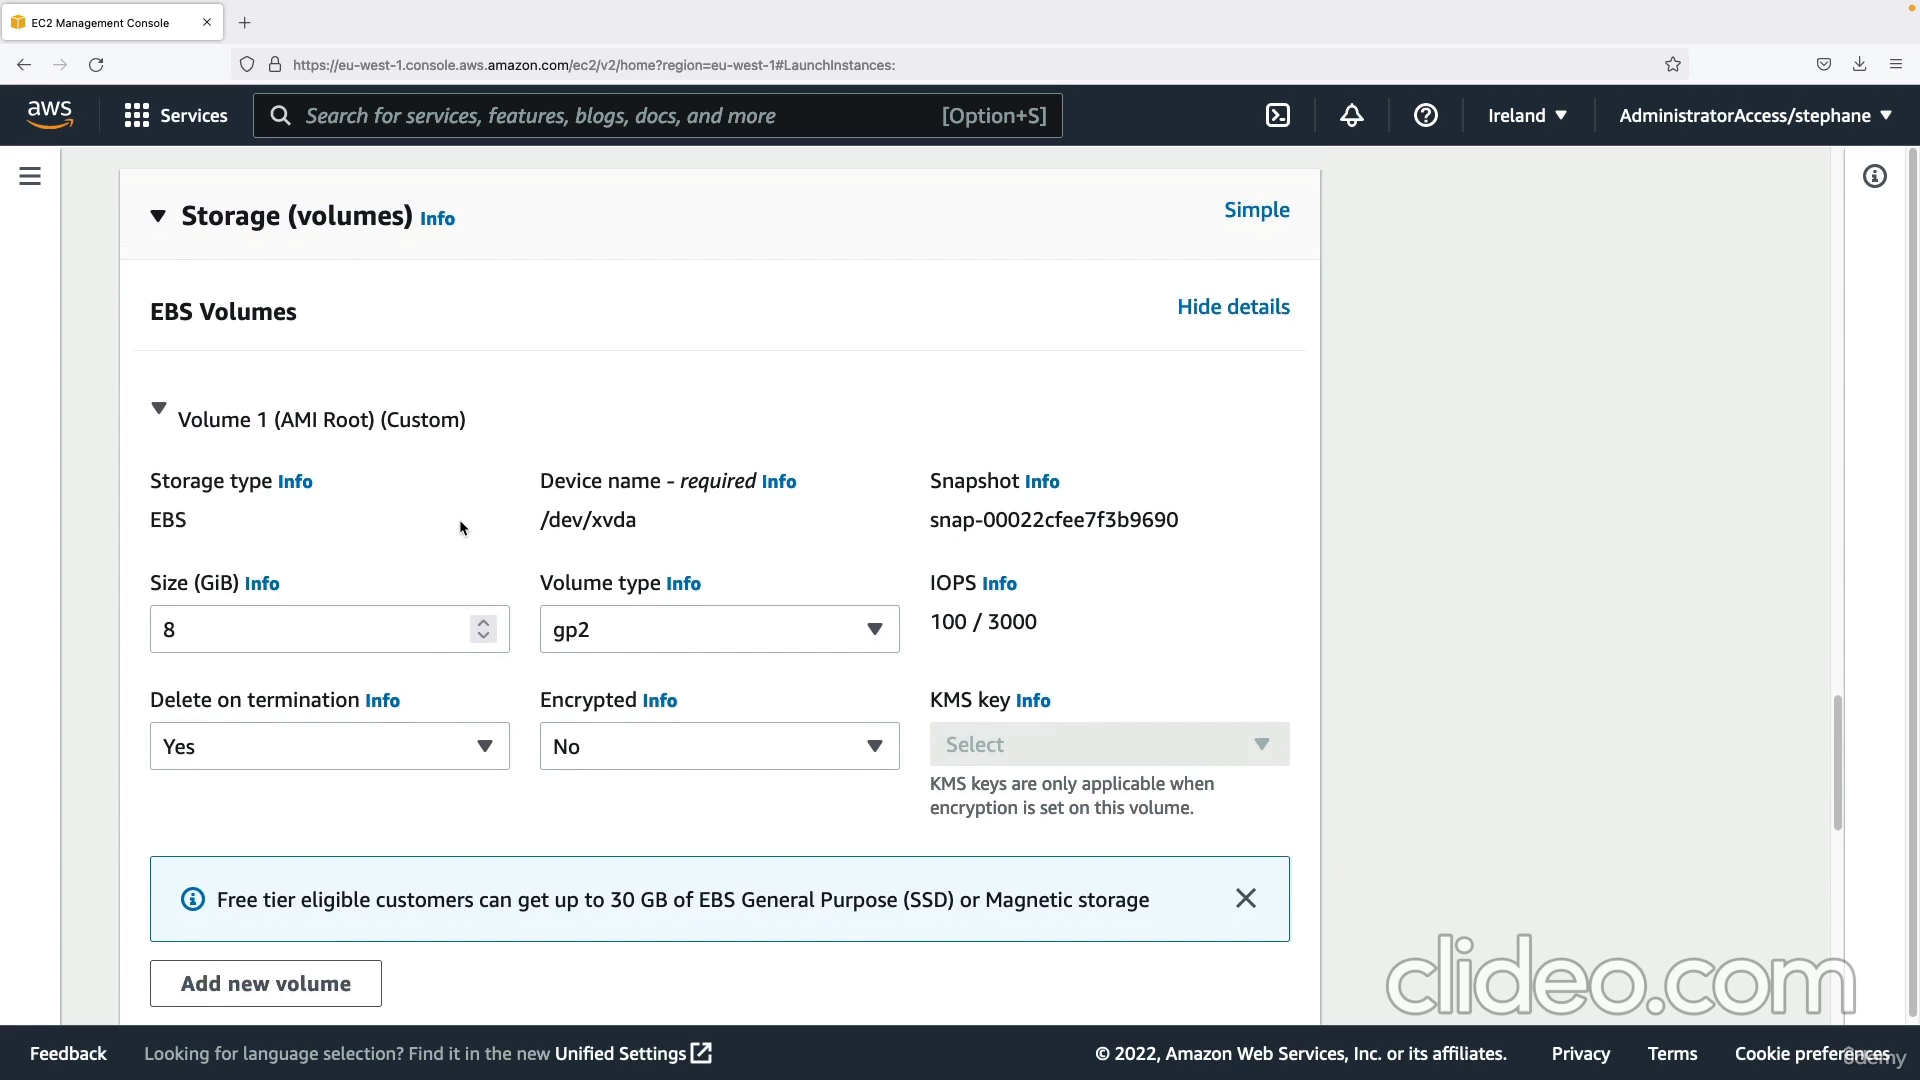 EC2 Management Console
https://eu-west-1.console.aws.amazon.com/ec2/v2/home?region=eu-west-1#LaunchInstances:
aws
Services
Search for services, features, blogs, docs, and more [Option+S]
Ireland
AdministratorAccess/stephane
Storage (volumes) Info
Simple
EBS Volumes
Hide details
Volume 1 (AMI Root) (Custom)
Storage type Info
Device name - required Info
Snapshot Info
EBS
/dev/xvda
snap-00022cfee7f3b9690
Size (GiB) Info
Volume type Info
IOPS Info
8
gp2
100 / 3000
Delete on termination Info
Encrypted Info
KMS key Info
Yes
No
Select
KMS keys are only applicable when
encryption is set on this volume.
Free tier eligible customers can get up to 30 GB of EBS General Purpose (SSD) or Magnetic storage
Add new volume
clideo.com
Feedback
Looking for language selection? Find it in the new Unified Settings
© 2022, Amazon Web Services, Inc. or its affiliates.
Privacy
Terms
Cookie preferences
ûdemy